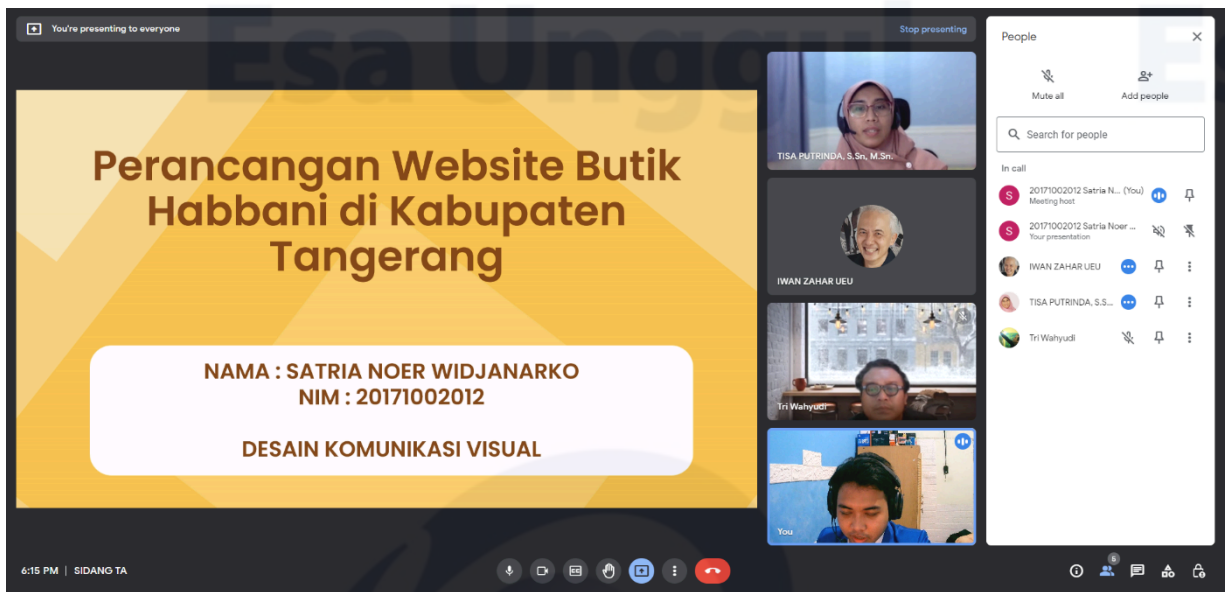 Esa Unggul
You're presenting to everyone
Stop presenting
Perancangan Website Butik
Habbani di Kabupaten
Tangerang
NAMA : SATRIA NOER WIDJANARKO
NIM : 20171002012
DESAIN KOMUNIKASI VISUAL
TISA PUTRINDA, S.Sn, M.Sn.
IWAN ZAHAR UEU
Tri Wahyudi
You
People
Mute all
Add people
Search for people
In call
S
20171002012 Satria N... (You)
Meeting host
S
20171002012 Satria Noer ...
Your presentation
IWAN ZAHAR UEU
TISA PUTRINDA, S.S...
Tri Wahyudi
6:15 PM | SIDANG TA
CC
5